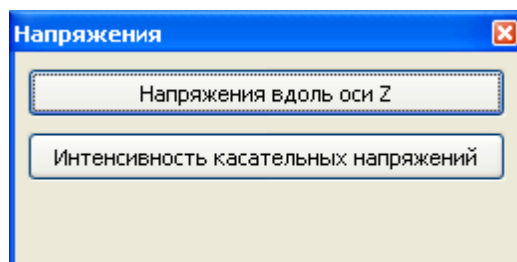 Напряжения
Напряжения вдоль оси Z
Интенсивность касательных напряжений